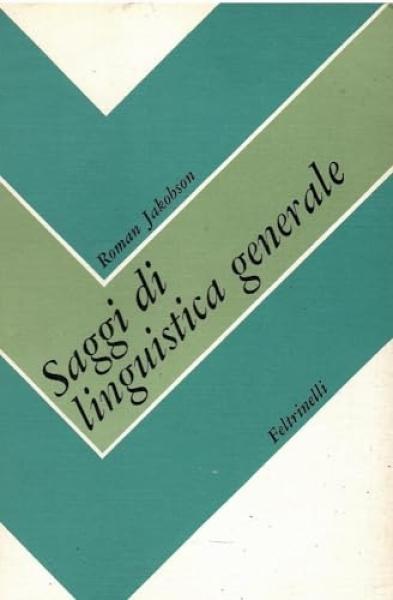 Roman Jakobson
Saggi di
linguistica generale
Feltrinelli